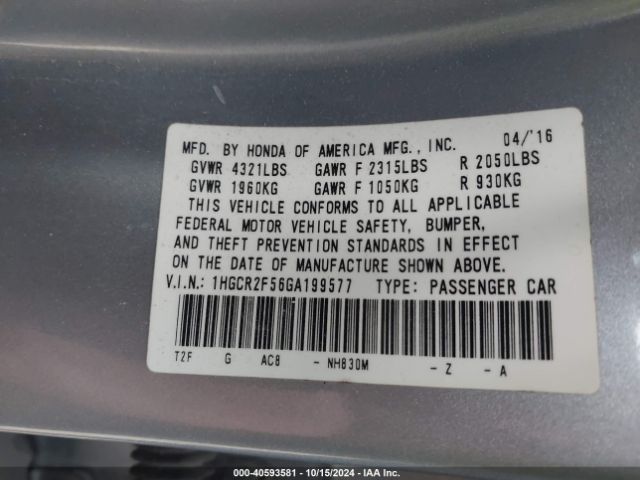 MFD. BY HONDA OF AMERICA MFG., INC. 04/'16
GVWR 4321LBS GAWR F 2315LBS R 2050LBS
GVWR 1960KG GAWR F 1050KG R 930KG
THIS VEHICLE CONFORMS TO ALL APPLICABLE
FEDERAL MOTOR VEHICLE SAFETY, BUMPER,
AND THEFT PREVENTION STANDARDS IN EFFECT
ON THE DATE OF MANUFACTURE SHOWN ABOVE.
V.I.N.: 1HGCR2F56GA199577 TYPE: PASSENGER CAR
T2F G AC8 - NH830M - Z - A
000-40593581 | 10/15/2024 | IAA Inc.